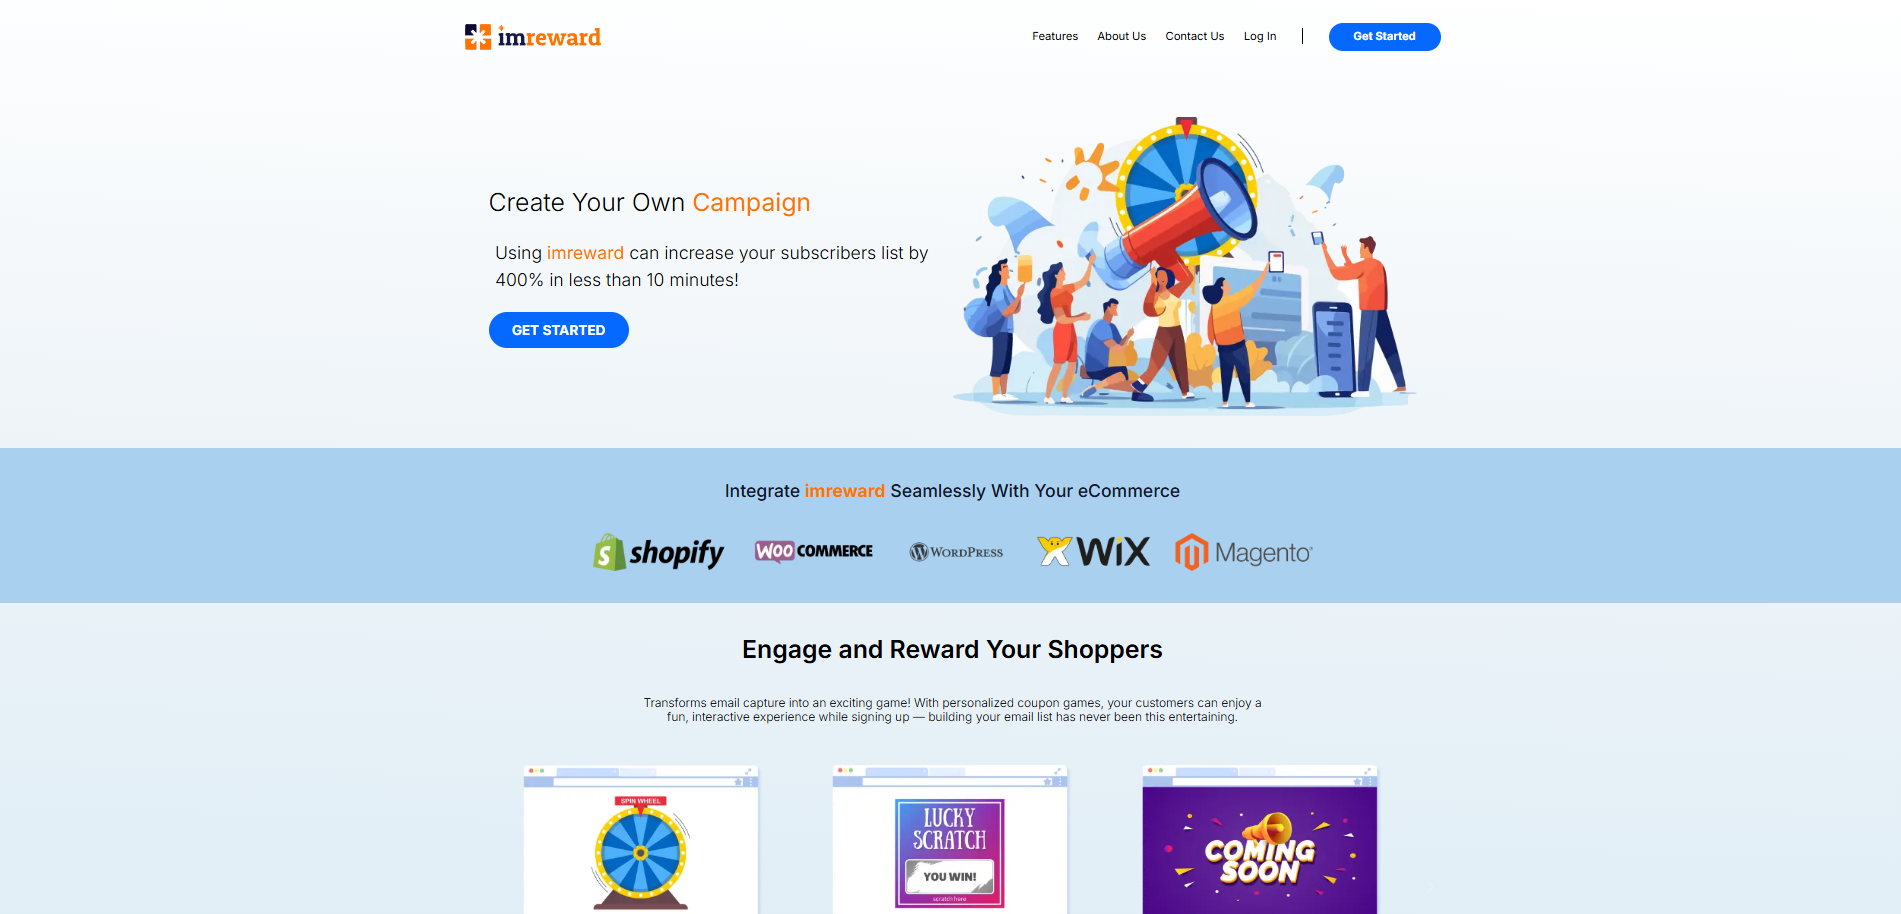 imreward
Features About Us Contact Us Log In Get Started
Create Your Own Campaign
Using imreward can increase your subscribers list by
400% in less than 10 minutes!
GET STARTED
Integrate imreward Seamlessly With Your eCommerce
shopify WOO COMMERCE WORDPRESS WiX Magento
Engage and Reward Your Shoppers
Transforms email capture into an exciting game! With personalized coupon games, your customers can enjoy a
fun, interactive experience while signing up — building your email list has never been this entertaining.
SPIN WHEEL
LUCKY
SCRATCH
YOU WIN!
scratch here
COMING
SOON